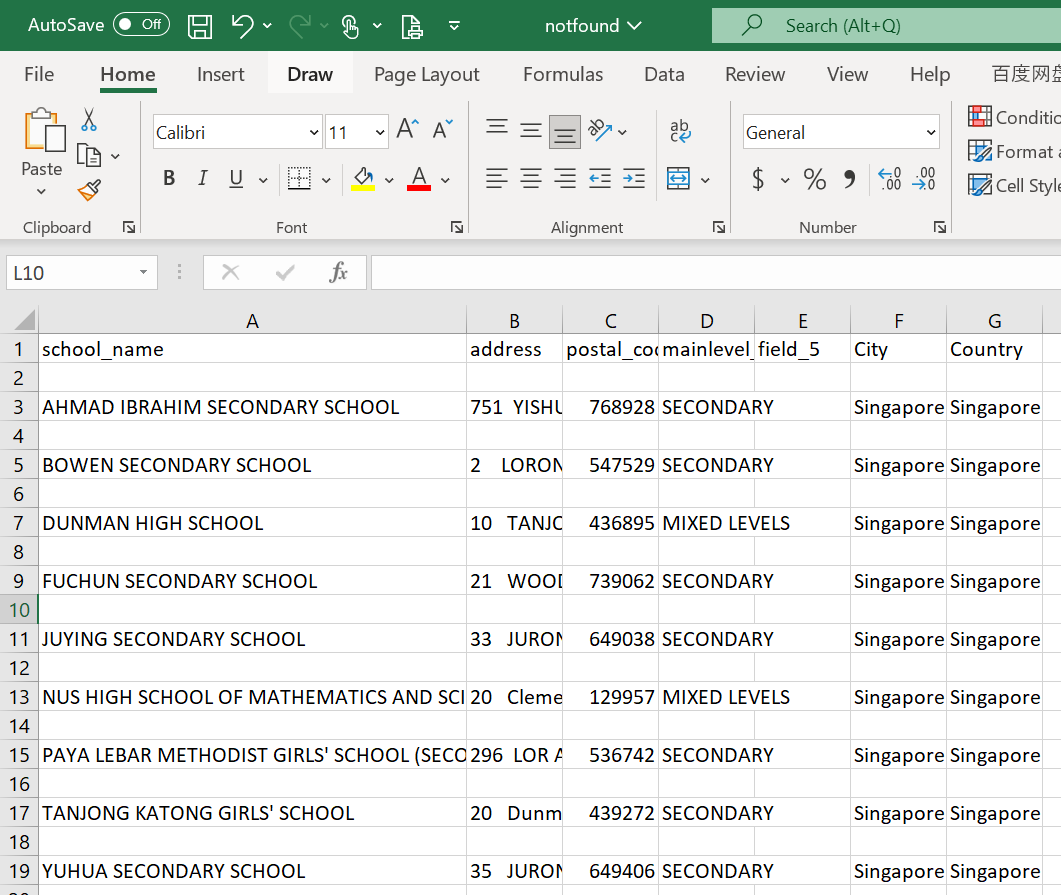 AutoSave Off notfound Search (Alt+Q)
File Home Insert Draw Page Layout Formulas Data Review View Help 百度网盘
Calibri 11 ab General Conditio
Paste ab c Format a
B I U A $ % .00 .00 Cell Style
Clipboard Font Alignment Number
L10 fx
A B C D E F G
1 school_name address postal_cod mainlevel_ field_5 City Country
2
3 AHMAD IBRAHIM SECONDARY SCHOOL 751 YISHU 768928 SECONDARY Singapore Singapore
4
5 BOWEN SECONDARY SCHOOL 2 LORON 547529 SECONDARY Singapore Singapore
6
7 DUNMAN HIGH SCHOOL 10 TANJO 436895 MIXED LEVELS Singapore Singapore
8
9 FUCHUN SECONDARY SCHOOL 21 WOOD 739062 SECONDARY Singapore Singapore
10
11 JUYING SECONDARY SCHOOL 33 JURON 649038 SECONDARY Singapore Singapore
12
13 NUS HIGH SCHOOL OF MATHEMATICS AND SCI 20 Cleme 129957 MIXED LEVELS Singapore Singapore
14
15 PAYA LEBAR METHODIST GIRLS' SCHOOL (SECO 296 LOR A 536742 SECONDARY Singapore Singapore
16
17 TANJONG KATONG GIRLS' SCHOOL 20 Dunm 439272 SECONDARY Singapore Singapore
18
19 YUHUA SECONDARY SCHOOL 35 JURON 649406 SECONDARY Singapore Singapore